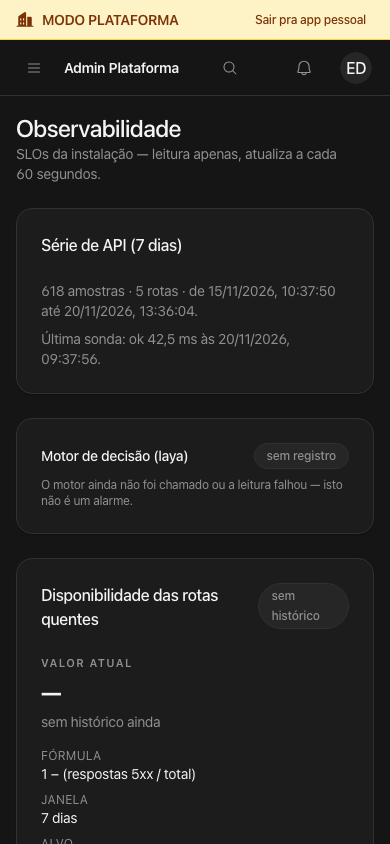 MODO PLATAFORMA
Sair pra app pessoal
Admin Plataforma
ED
Observabilidade
SLOs da instalação — leitura apenas, atualiza a cada
60 segundos.
Série de API (7 dias)
618 amostras · 5 rotas · de 15/11/2026, 10:37:50
até 20/11/2026, 13:36:04.
Última sonda: ok 42,5 ms às 20/11/2026,
09:37:56.
Motor de decisão (laya)
sem registro
O motor ainda não foi chamado ou a leitura falhou — isto
não é um alarme.
Disponibilidade das rotas
quentes
sem
histórico
VALOR ATUAL
—
sem histórico ainda
FÓRMULA
1 – (respostas 5xx / total)
JANELA
7 dias
ALVO